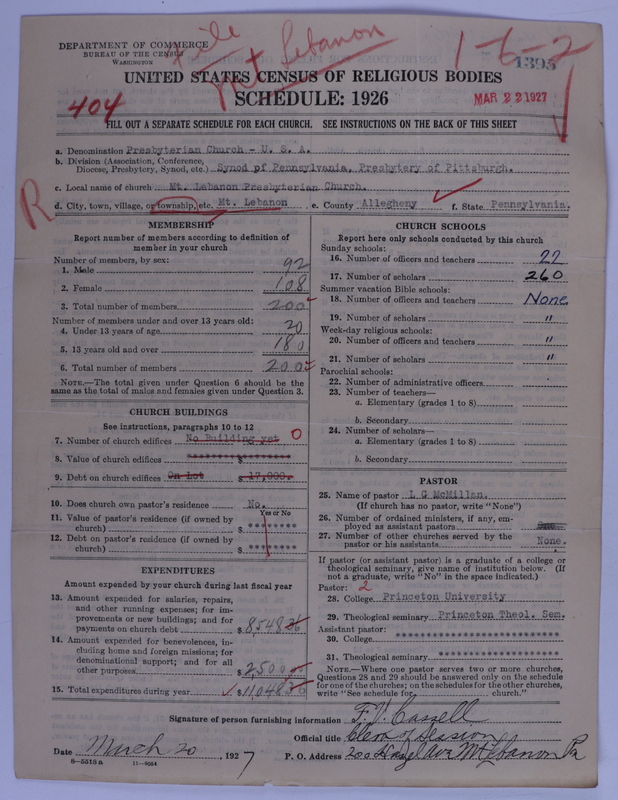 File
Mt Lebanon
1-6-2
1395
DEPARTMENT OF COMMERCE
BUREAU OF THE CENSUS
WASHINGTON
UNITED STATES CENSUS OF RELIGIOUS BODIES
SCHEDULE: 1926
MAR 22 1927
404
FILL OUT A SEPARATE SCHEDULE FOR EACH CHURCH. SEE INSTRUCTIONS ON THE BACK OF THIS SHEET
a. Denomination Presbyterian Church - U. S. A.
b. Division (Association, Conference,
Diocese, Presbytery, Synod, etc.) Synod pf Pennsylvania. Presbytery of Pittsburgh.
c. Local name of church Mt. Lebanon Presbyterian Church.
R
d. City, town, village, or township, etc. Mt. Lebanon e. County Allegheny f. State Pennsylvania.
MEMBERSHIP
Report number of members according to definition of
member in your church
Number of members, by sex:
1. Male 92
2. Female 108
3. Total number of members 200
Number of members under and over 13 years old:
4. Under 13 years of age 20
5. 13 years old and over 180
6. Total number of members 200
NOTE.—The total given under Question 6 should be the
same as the total of males and females given under Question 3.
CHURCH BUILDINGS
See instructions, paragraphs 10 to 12
7. Number of church edifices No Building yet 0
8. Value of church edifices $ ********
9. Debt on church edifices On Lot $ 17,000.
10. Does church own pastor's residence No.
Yes or No
11. Value of pastor's residence (if owned by
church) $ ********
12. Debt on pastor's residence (if owned by
church) $ ********
EXPENDITURES
Amount expended by your church during last fiscal year
13. Amount expended for salaries, repairs,
and other running expenses; for im-
provements or new buildings; and for
payments on church debt $ 8,548
14. Amount expended for benevolences, in-
cluding home and foreign missions; for
denominational support; and for all
other purposes $ 2500
15. Total expenditures during year $ 11,048
CHURCH SCHOOLS
Report here only schools conducted by this church
Sunday schools:
16. Number of officers and teachers 22
17. Number of scholars 260
Summer vacation Bible schools:
18. Number of officers and teachers None
19. Number of scholars "
Week-day religious schools:
20. Number of officers and teachers "
21. Number of scholars "
Parochial schools:
22. Number of administrative officers
23. Number of teachers—
a. Elementary (grades 1 to 8)
b. Secondary
24. Number of scholars—
a. Elementary (grades 1 to 8)
b. Secondary
PASTOR
25. Name of pastor L G McMillan.
(If church has no pastor, write "None")
26. Number of ordained ministers, if any, em-
ployed as assistant pastors
27. Number of other churches served by the
pastor or his assistants None.
If pastor (or assistant pastor) is a graduate of a college or
theological seminary, give name of institution below. (If
not a graduate, write "No" in the space indicated.)
Pastor: 2
28. College Princeton University
29. Theological seminary Princeton Theol. Sem.
Assistant pastor:
30. College ********************
31. Theological seminary ***************
NOTE.—Where one pastor serves two or more churches,
Questions 28 and 29 should be answered only on the schedule
for one of the churches; on the schedules for the other churches,
write "See schedule for church."
Signature of person furnishing information F. V. Cassell
Official title Clerk of Session
Date March 20, 1927 P. O. Address 200 Hazel Ave Mt Lebanon Pa
8—5518 a 11—9664